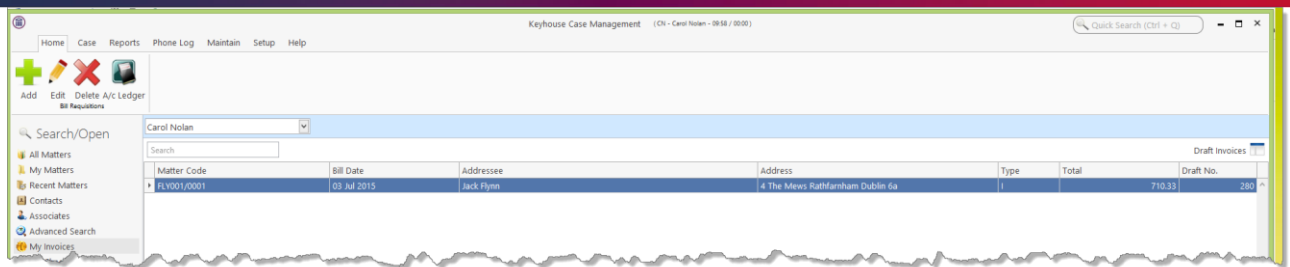 Keyhouse Case Management (CN - Carol Nolan - 09:58 / 00:00)
Quick Search (Ctrl + Q)
Home Case Reports Phone Log Maintain Setup Help
Add Edit Delete A/c Ledger
Bill Requisitions
Search/Open
All Matters
My Matters
Recent Matters
Contacts
Associates
Advanced Search
My Invoices
Carol Nolan
Search
Draft Invoices
Matter Code Bill Date Addressee Address Type Total Draft No.
FLY001/0001 03 Jul 2015 Jack Flynn 4 The Mews Rathfarnham Dublin 6a I 710.33 280